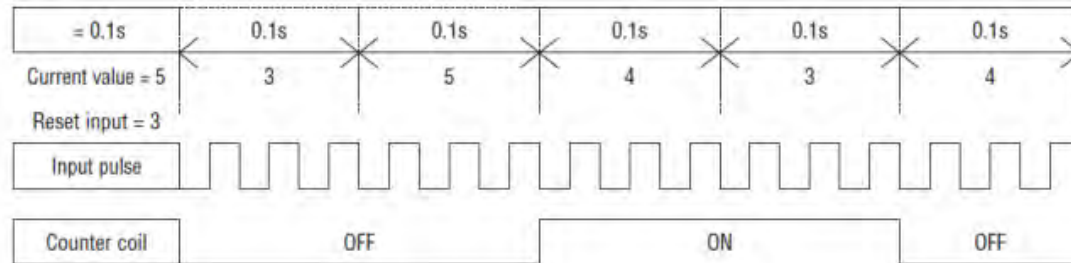 = 0.1s 0.1s 0.1s 0.1s 0.1s 0.1s
Current value = 5 3 5 4 3 4
Reset input = 3
Input pulse
Counter coil OFF ON OFF